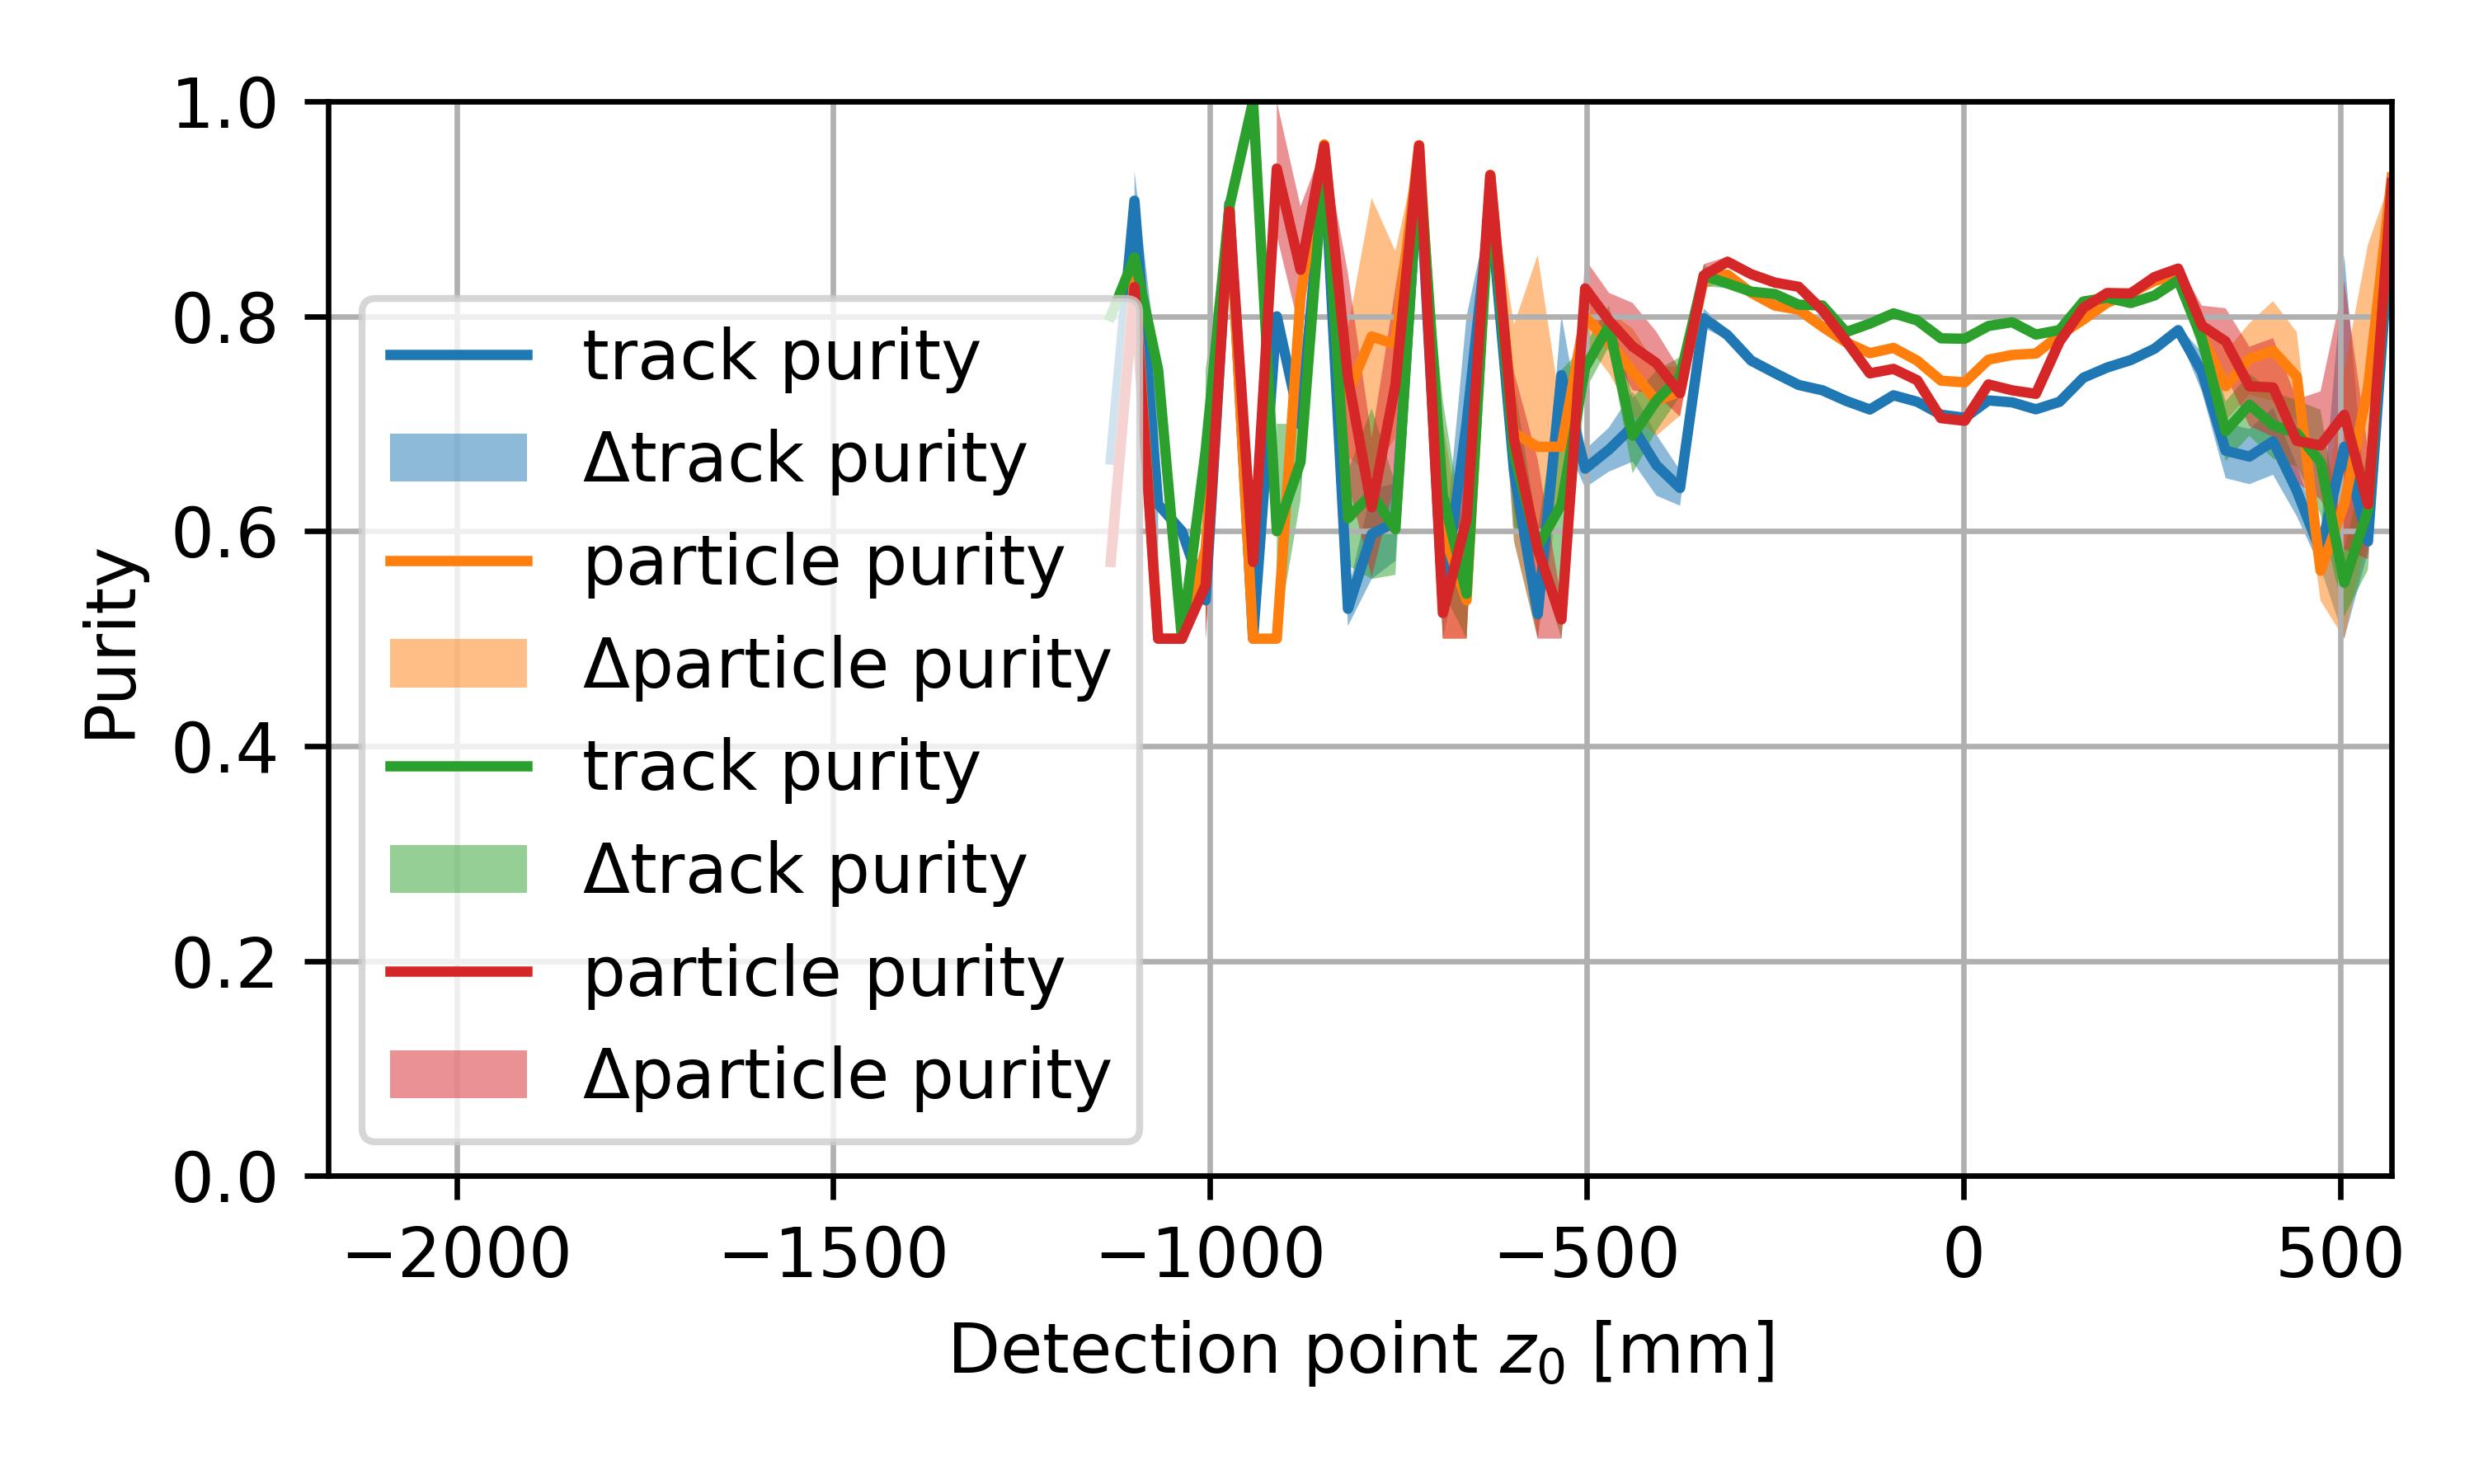 1.0
0.8
0.6
0.4
0.2
0.0
Purity
track purity
Δtrack purity
particle purity
Δparticle purity
track purity
Δtrack purity
particle purity
Δparticle purity
−2000 −1500 −1000 −500 0 500
Detection point z₀ [mm]